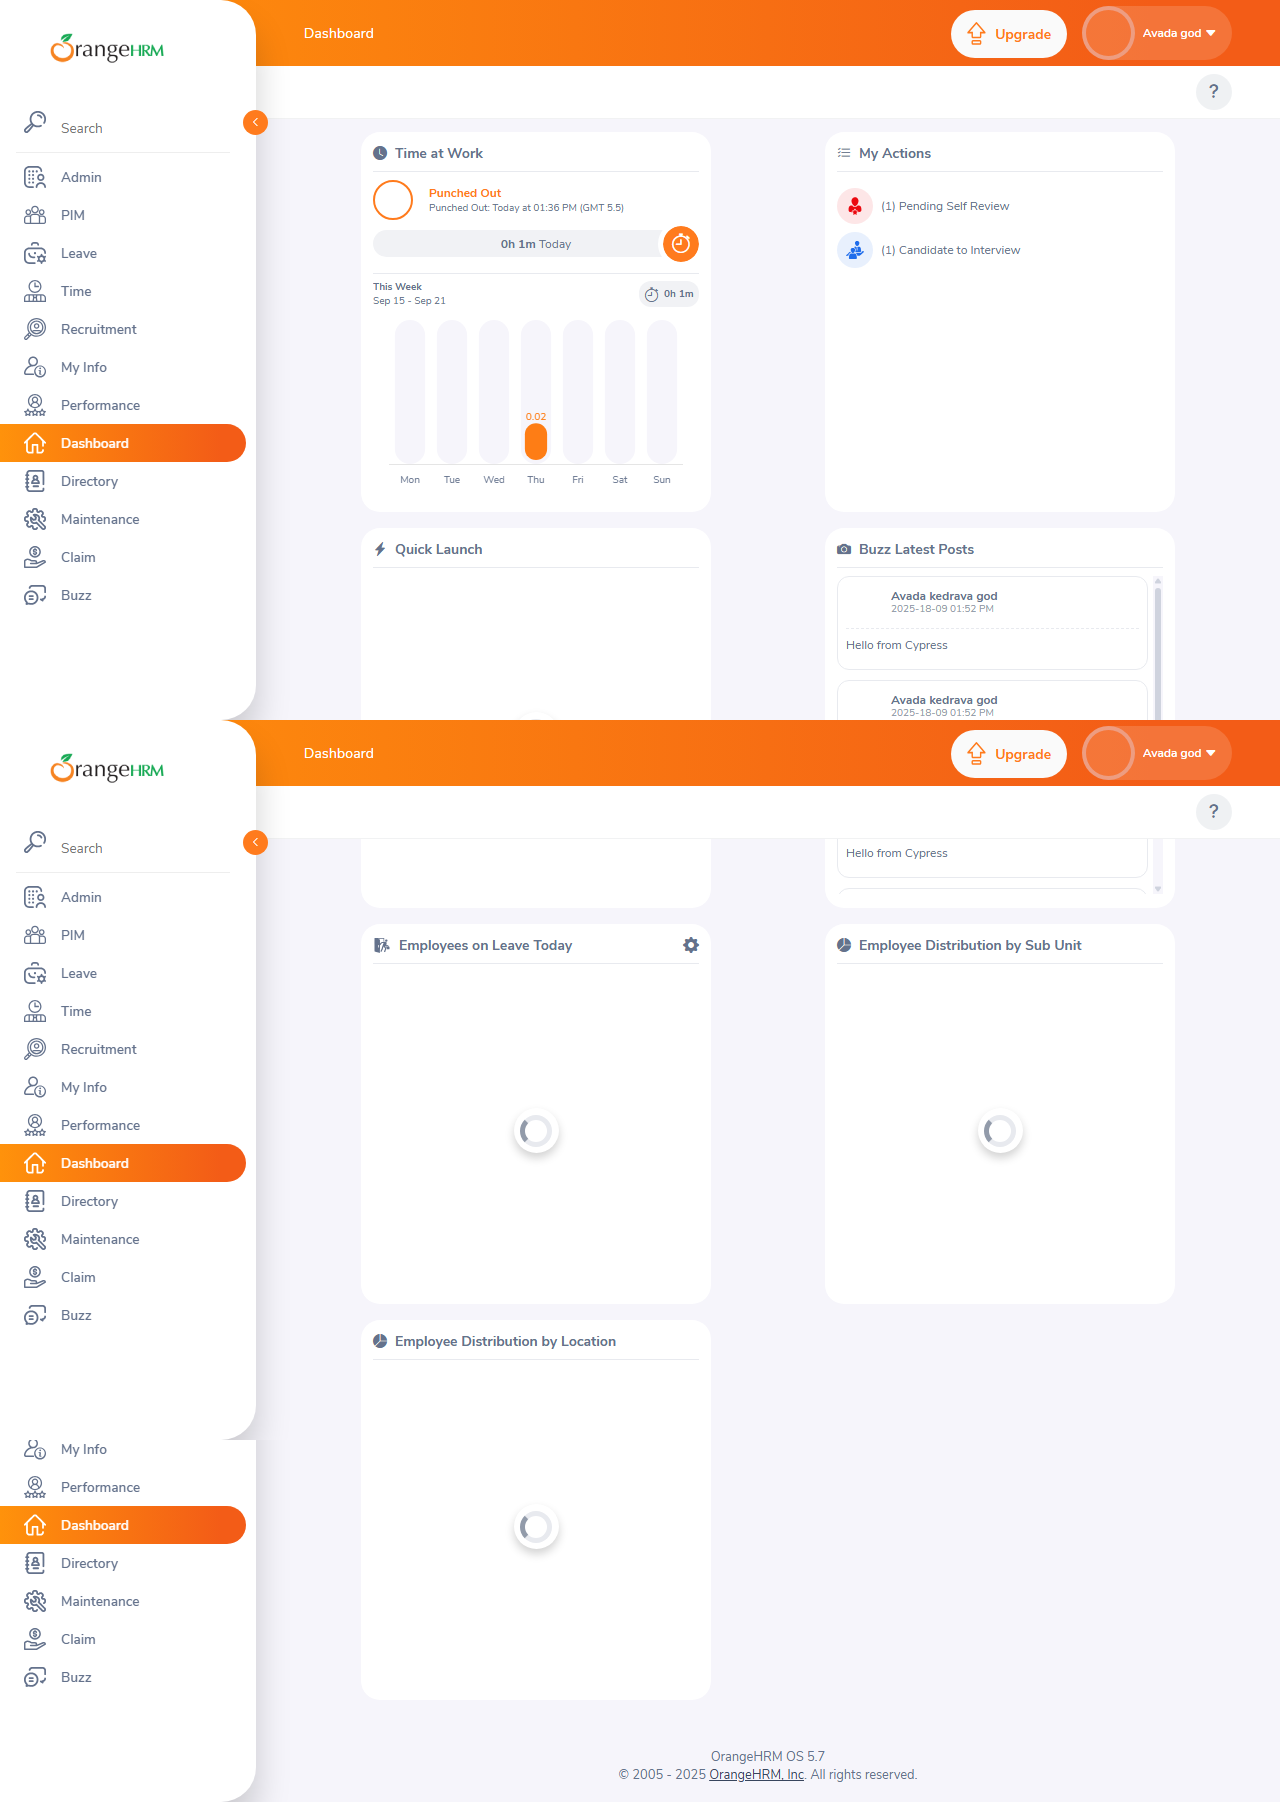 OrangeHRM
Dashboard
Upgrade
Avada god
?
Search
Admin
PIM
Leave
Time
Recruitment
My Info
Performance
Dashboard
Directory
Maintenance
Claim
Buzz
Time at Work
Punched Out
Punched Out: Today at 01:36 PM (GMT 5.5)
0h 1m Today
This Week
Sep 15 - Sep 21
0h 1m
0.02
Mon Tue Wed Thu Fri Sat Sun
My Actions
(1) Pending Self Review
(1) Candidate to Interview
Quick Launch
Buzz Latest Posts
Avada kedrava god
2025-18-09 01:52 PM
Hello from Cypress
Avada kedrava god
2025-18-09 01:52 PM
OrangeHRM
Dashboard
Upgrade
Avada god
?
Search
Admin
PIM
Leave
Time
Recruitment
My Info
Performance
Dashboard
Directory
Maintenance
Claim
Buzz
Hello from Cypress
Employees on Leave Today
Employee Distribution by Sub Unit
Employee Distribution by Location
My Info
Performance
Dashboard
Directory
Maintenance
Claim
Buzz
OrangeHRM OS 5.7
© 2005 - 2025 OrangeHRM, Inc. All rights reserved.